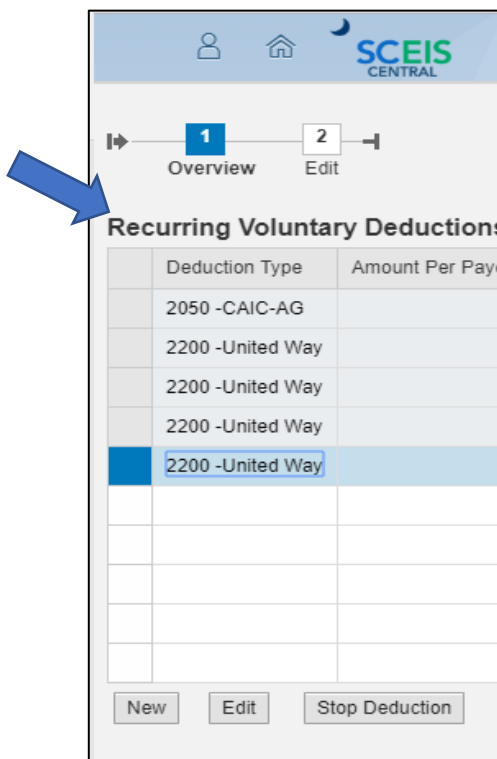 SCEIS
CENTRAL
1 2
Overview Edit
Recurring Voluntary Deductions
Deduction Type Amount Per Pay
2050 -CAIC-AG
2200 -United Way
2200 -United Way
2200 -United Way
2200 -United Way
New Edit Stop Deduction